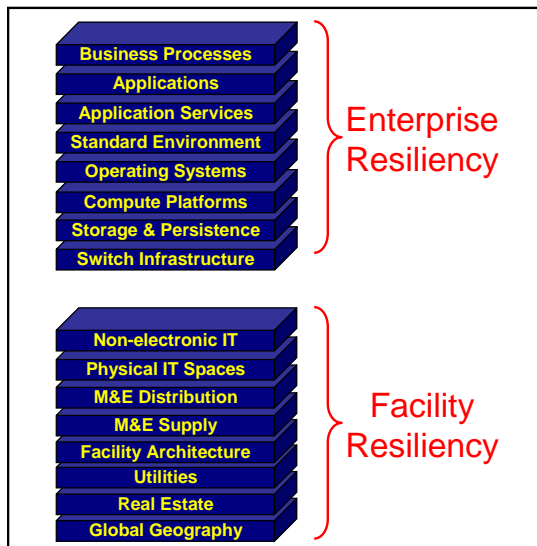 Business Processes
Applications
Application Services
Standard Environment
Operating Systems
Compute Platforms
Storage & Persistence
Switch Infrastructure
Enterprise
Resiliency
Non-electronic IT
Physical IT Spaces
M&E Distribution
M&E Supply
Facility Architecture
Utilities
Real Estate
Global Geography
Facility
Resiliency